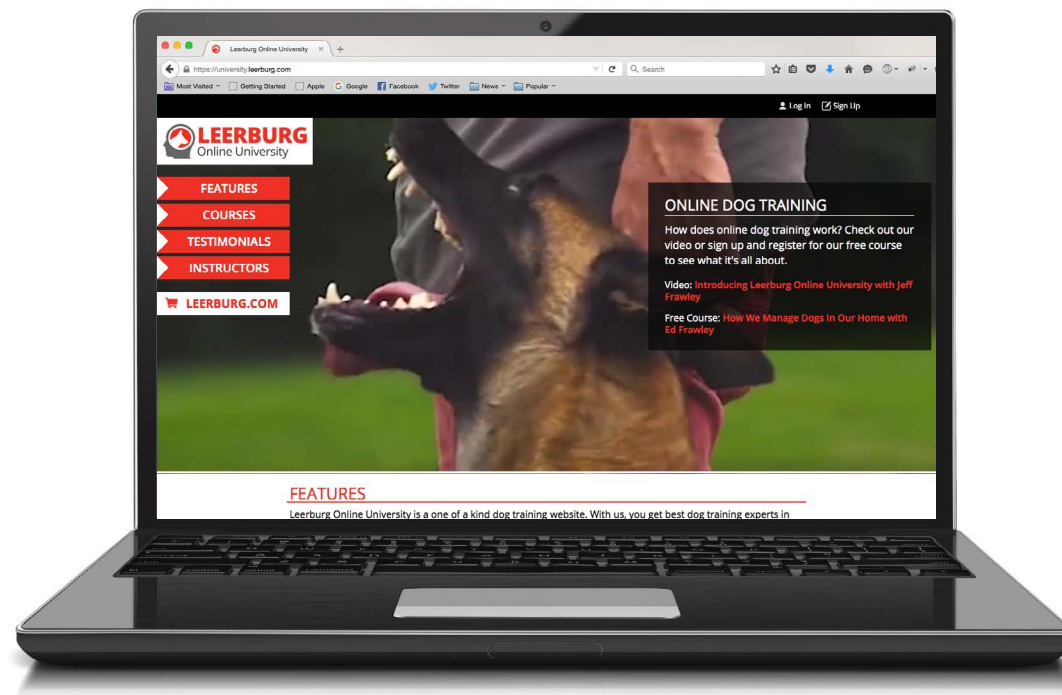 Leerburg Online University
https://university.leerburg.com
Search
Most Visited
Getting Started
Apple
Google
Facebook
Twitter
News
Popular
Log In
Sign Up
LEERBURG
Online University
FEATURES
COURSES
TESTIMONIALS
INSTRUCTORS
LEERBURG.COM
ONLINE DOG TRAINING
How does online dog training work? Check out our
video or sign up and register for our free course
to see what it's all about.
Video: Introducing Leerburg Online University with Jeff
Frawley
Free Course: How We Manage Dogs In Our Home with
Ed Frawley
FEATURES
Leerburg Online University is a one of a kind dog training website. With us, you get best dog training experts in